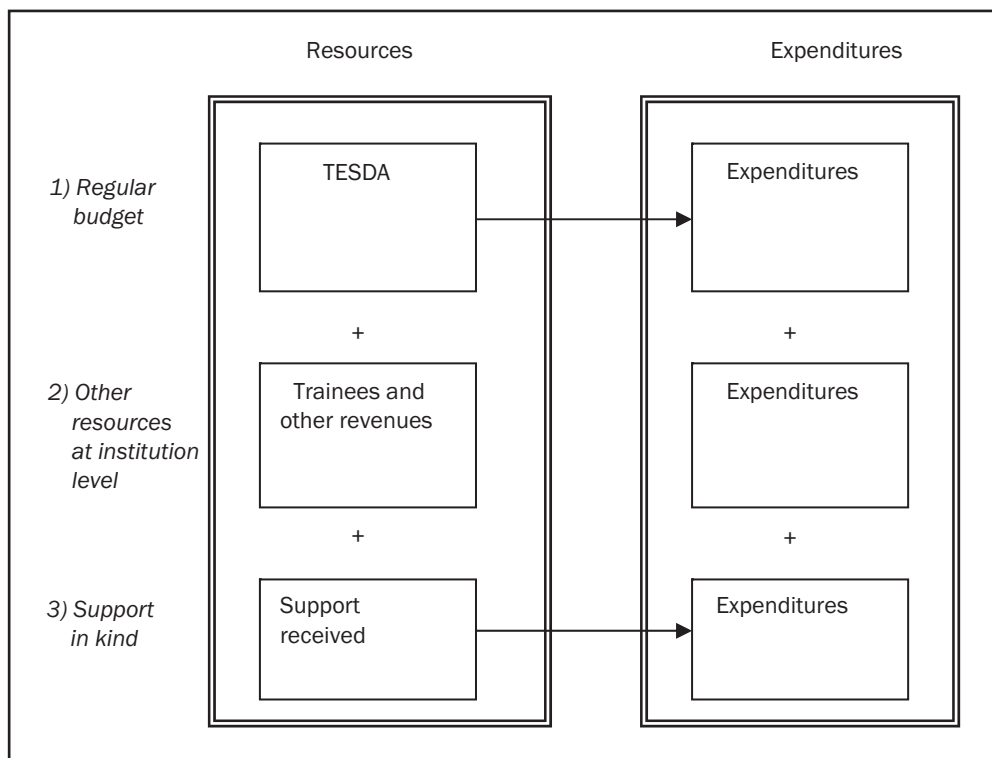 Resources
Expenditures
1) Regular
budget
TESDA
Expenditures
+
+
2) Other
resources
at institution
level
Trainees and
other revenues
Expenditures
+
+
3) Support
in kind
Support
received
Expenditures